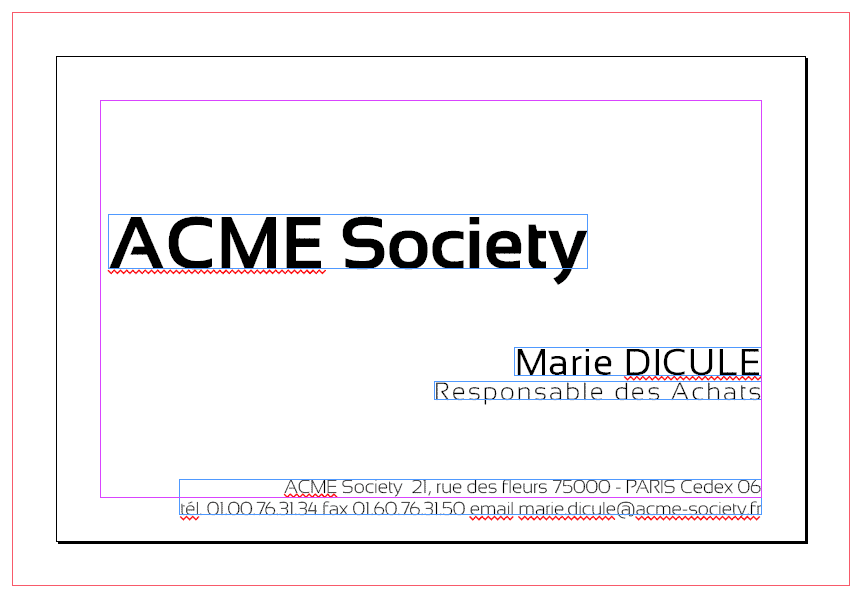 ACME Society
Marie DICULE
Responsable des Achats
ACME Society 21, rue des fleurs 75000 - PARIS Cedex 06
tél. 01.00.76.31.34 fax 01.60.76.31.50 email marie.dicule@acme-society.fr